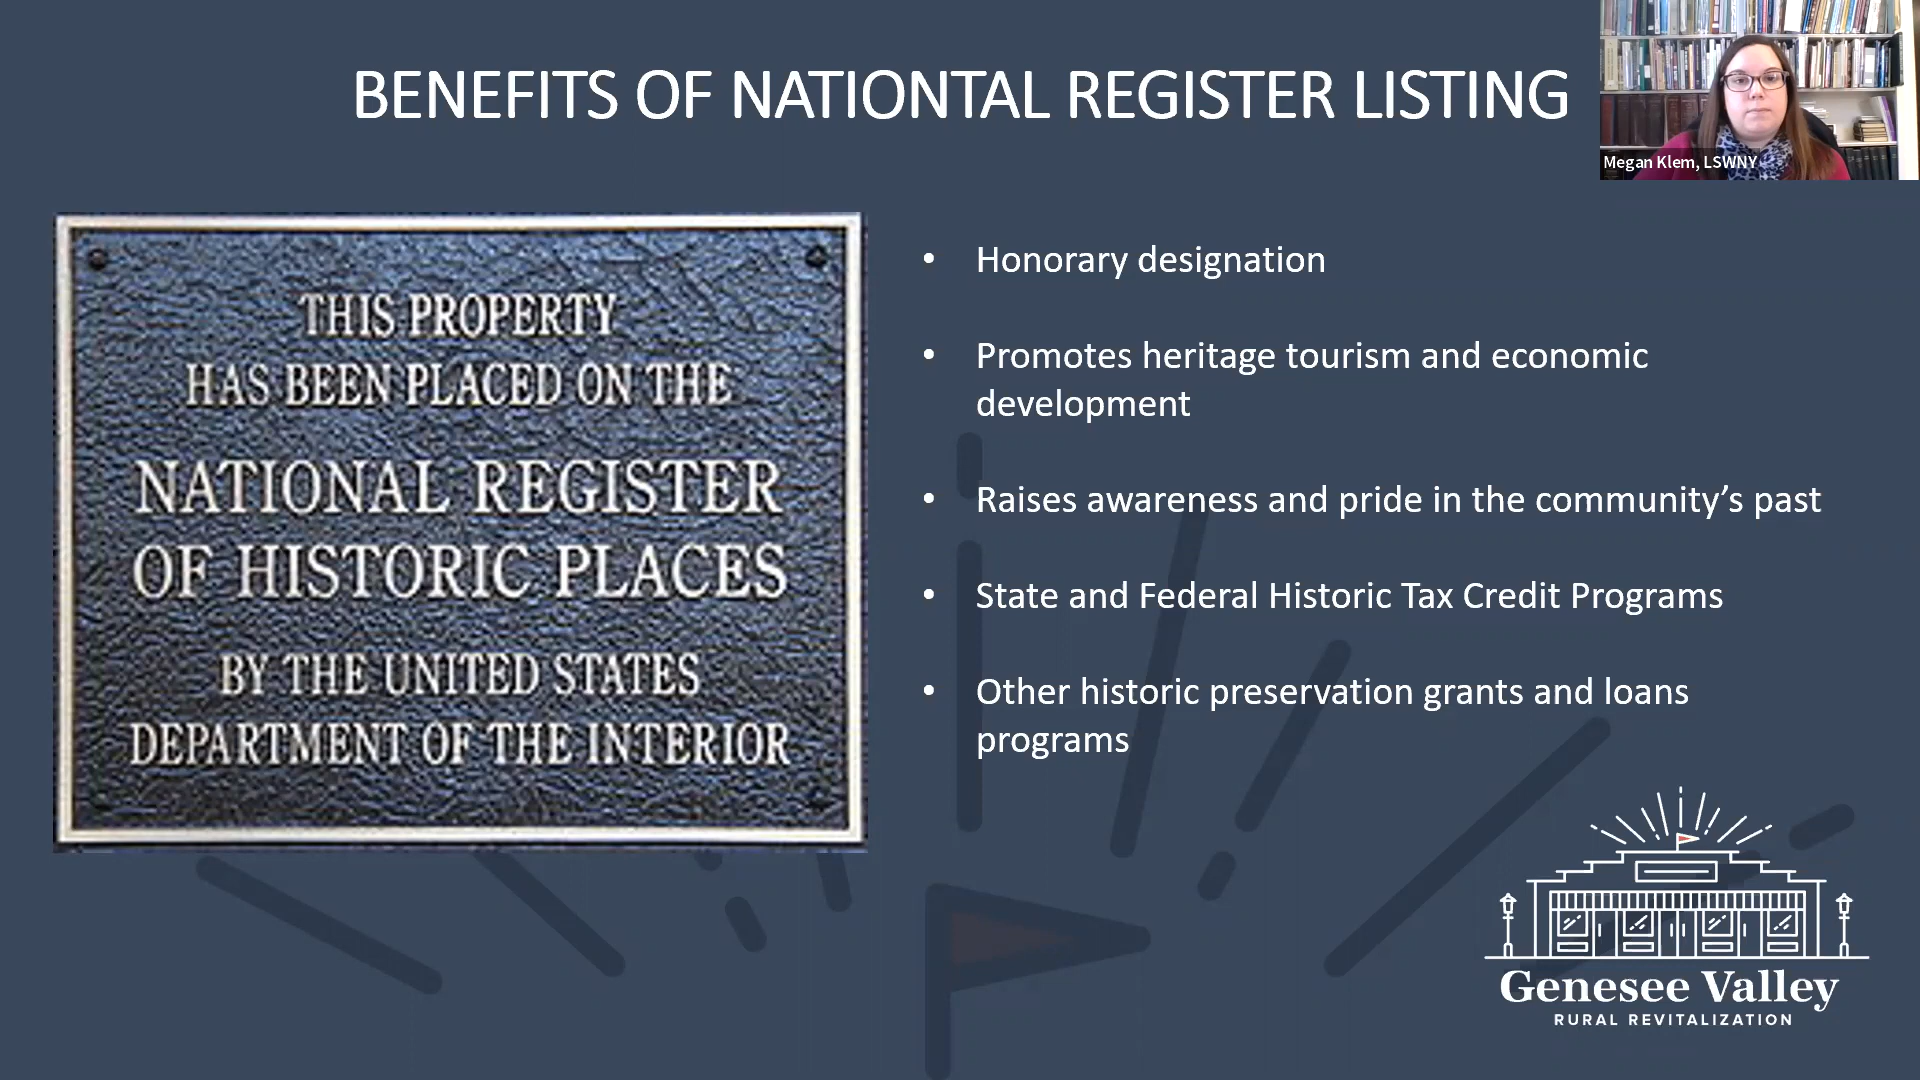 BENEFITS OF NATIONTAL REGISTER LISTING
Megan Klem, LSWNY
THIS PROPERTY
HAS BEEN PLACED ON THE
NATIONAL REGISTER
OF HISTORIC PLACES
BY THE UNITED STATES
DEPARTMENT OF THE INTERIOR
• Honorary designation
• Promotes heritage tourism and economic
development
• Raises awareness and pride in the community’s past
• State and Federal Historic Tax Credit Programs
• Other historic preservation grants and loans
programs
Genesee Valley
RURAL REVITALIZATION